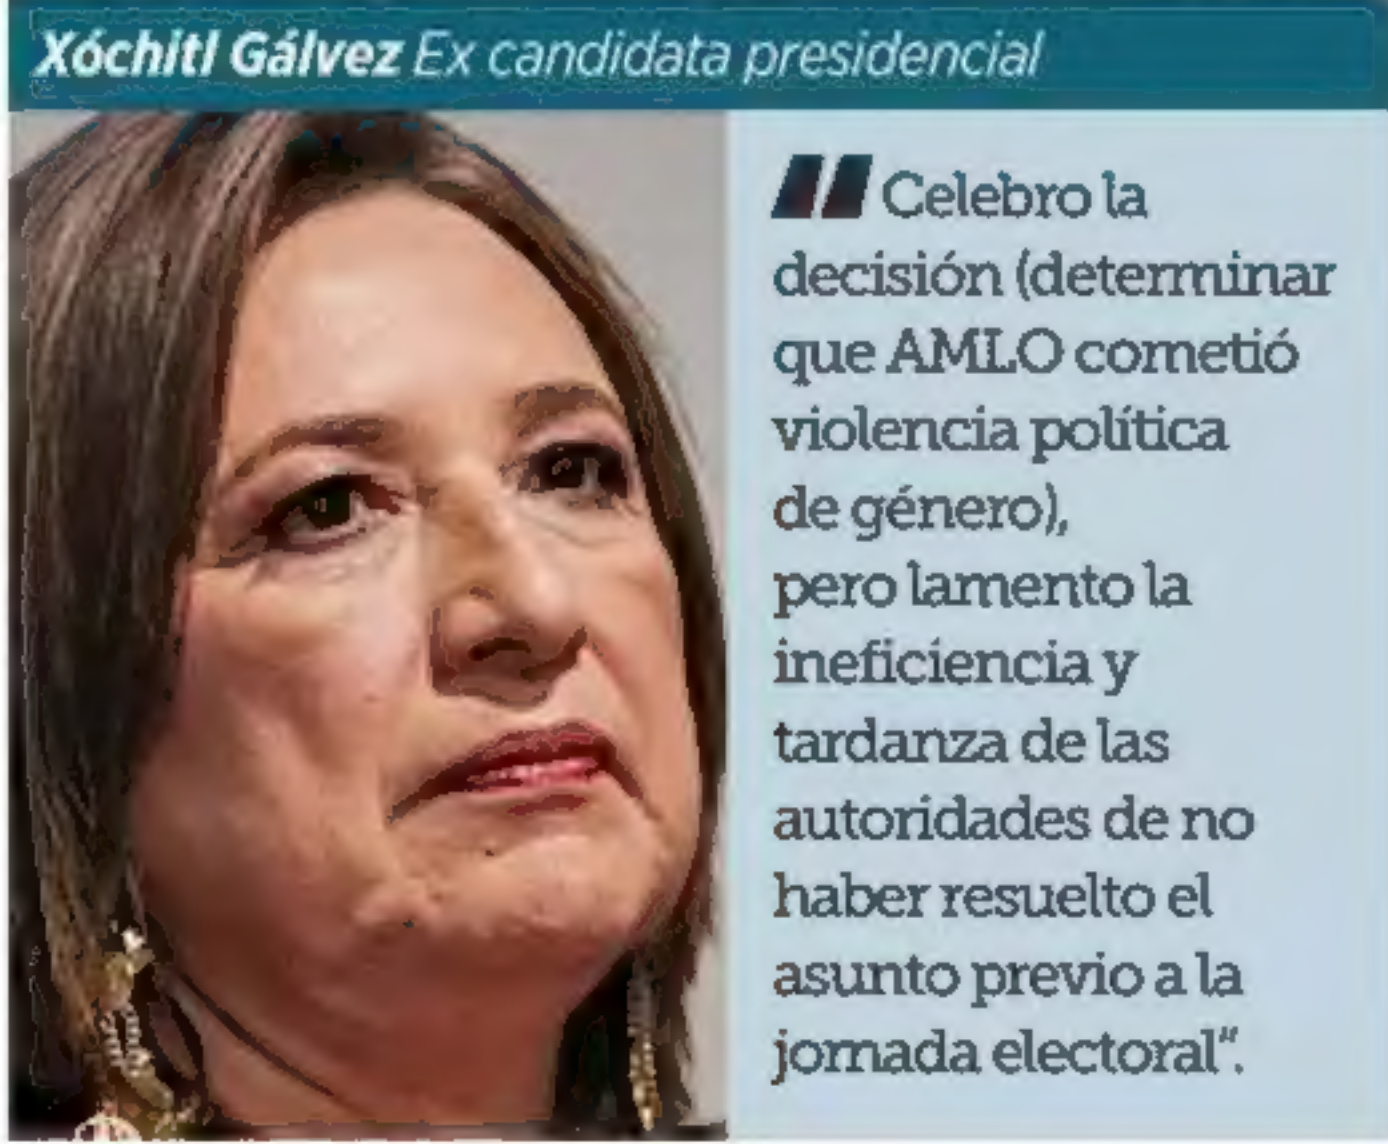 Xóchitl Gálvez Ex candidata presidencial
"Celebro la
decisión (determinar
que AMLO cometió
violencia política
de género),
pero lamento la
ineficiencia y
tardanza de las
autoridades de no
haber resuelto el
asunto previo a la
jornada electoral".